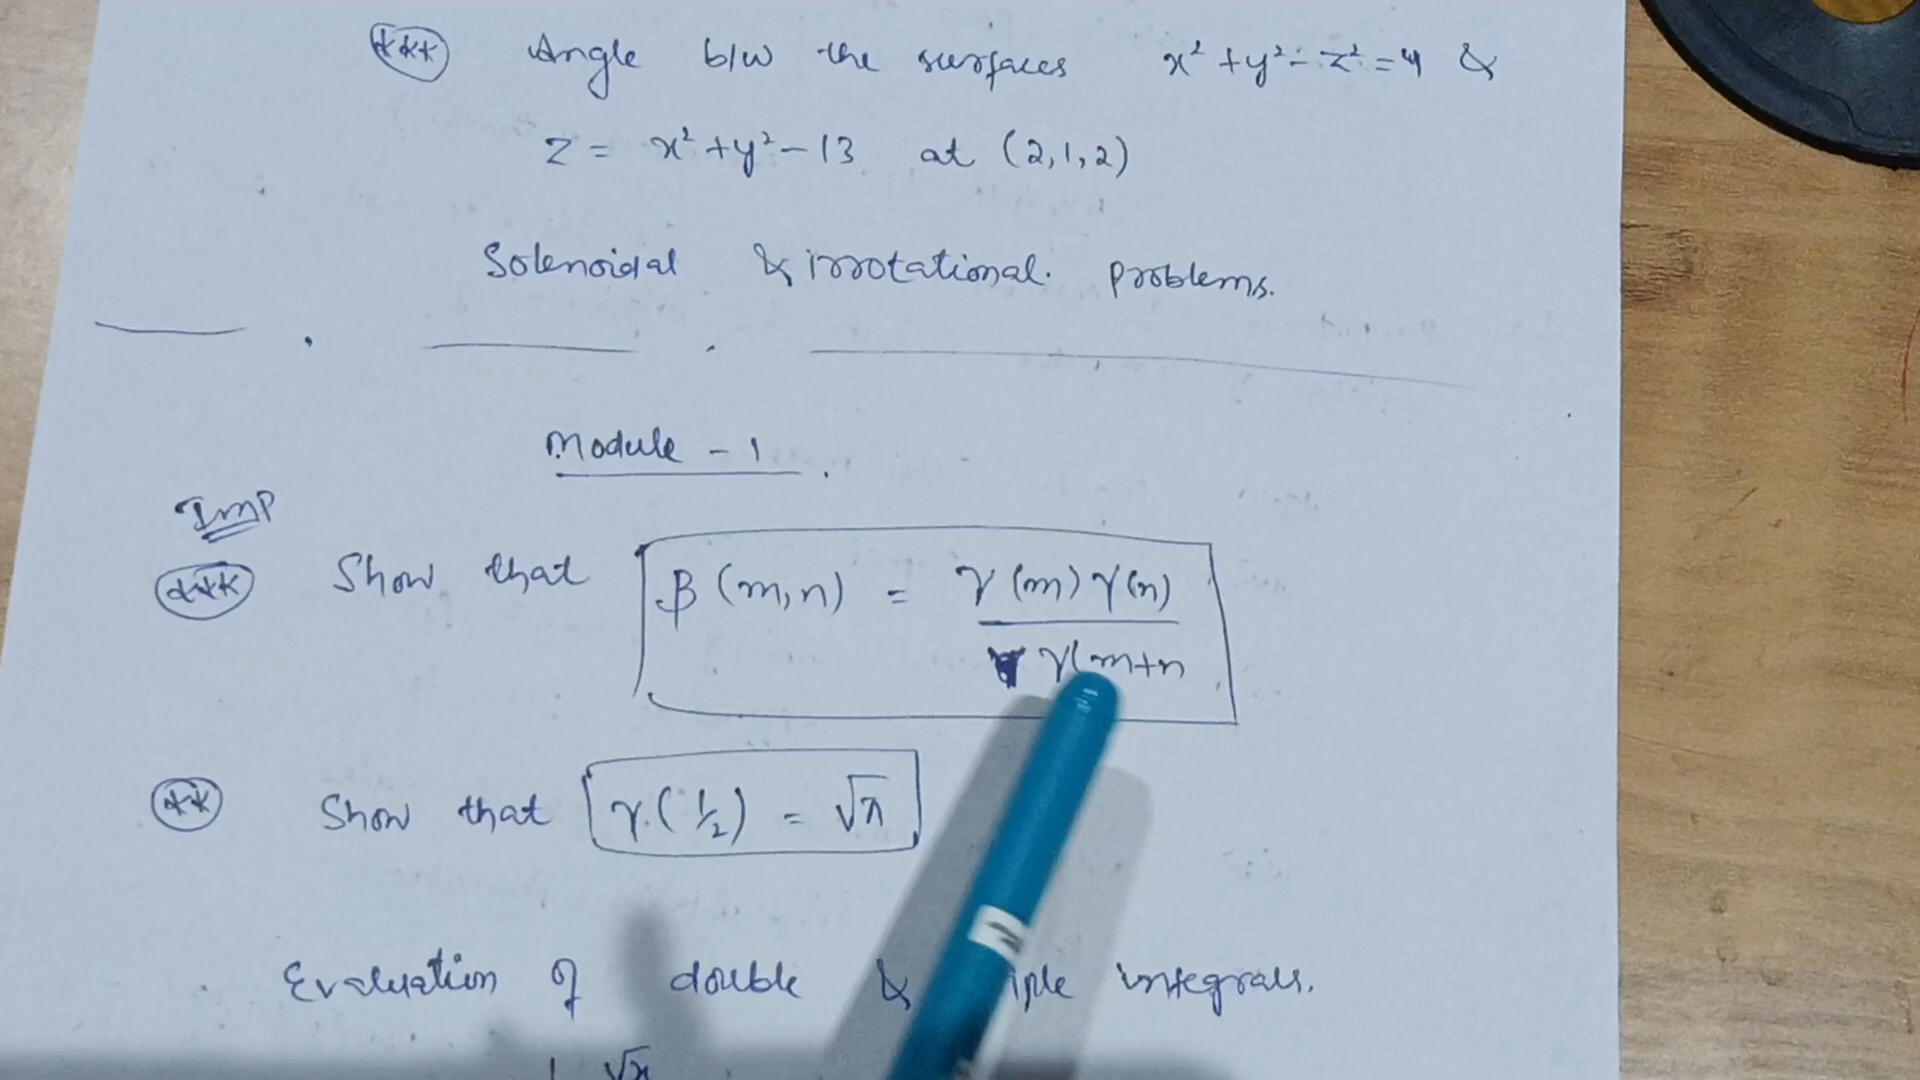 *** Angle b/w the surfaces x² + y² - z² = 4 &
z = x² + y² - 13 at (2,1,2)
Solenoidal & irrotational. problems.
Module - 1
Imp
*** Show that β (m,n) = γ(m) γ(n)
γ(m+n
** Show that γ.(1/2) = √π
Evaluation of double & integrals.